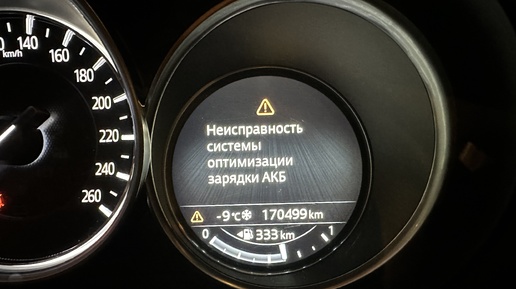 140
160
180
200
220
240
260
km/h
Неисправность
системы
оптимизации
зарядки АКБ
-9°C 170499 km
0 333 km 1